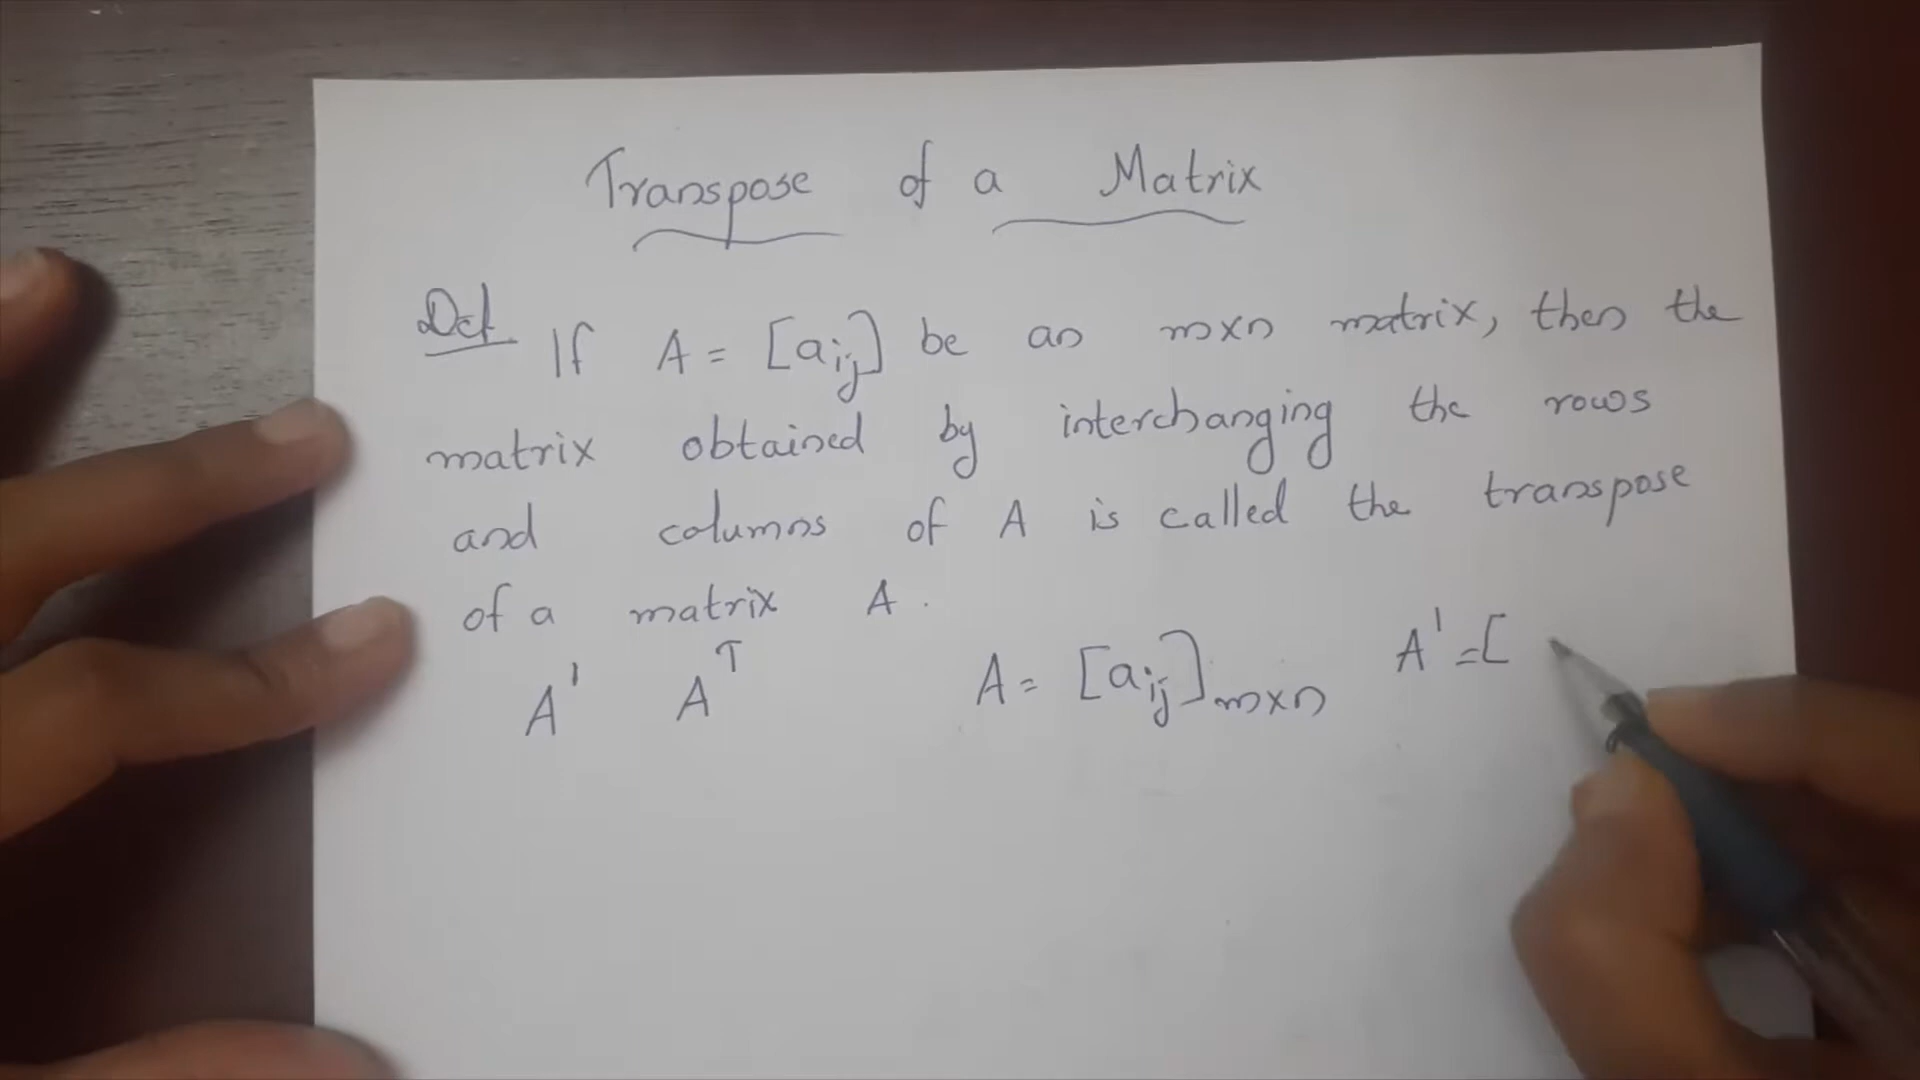 Transpose of a Matrix
Def. If A = [aij] be an m×n matrix, then the
matrix obtained by interchanging the rows
and columns of A is called the transpose
of a matrix A.
A' A^T A = [aij]m×n A' = [